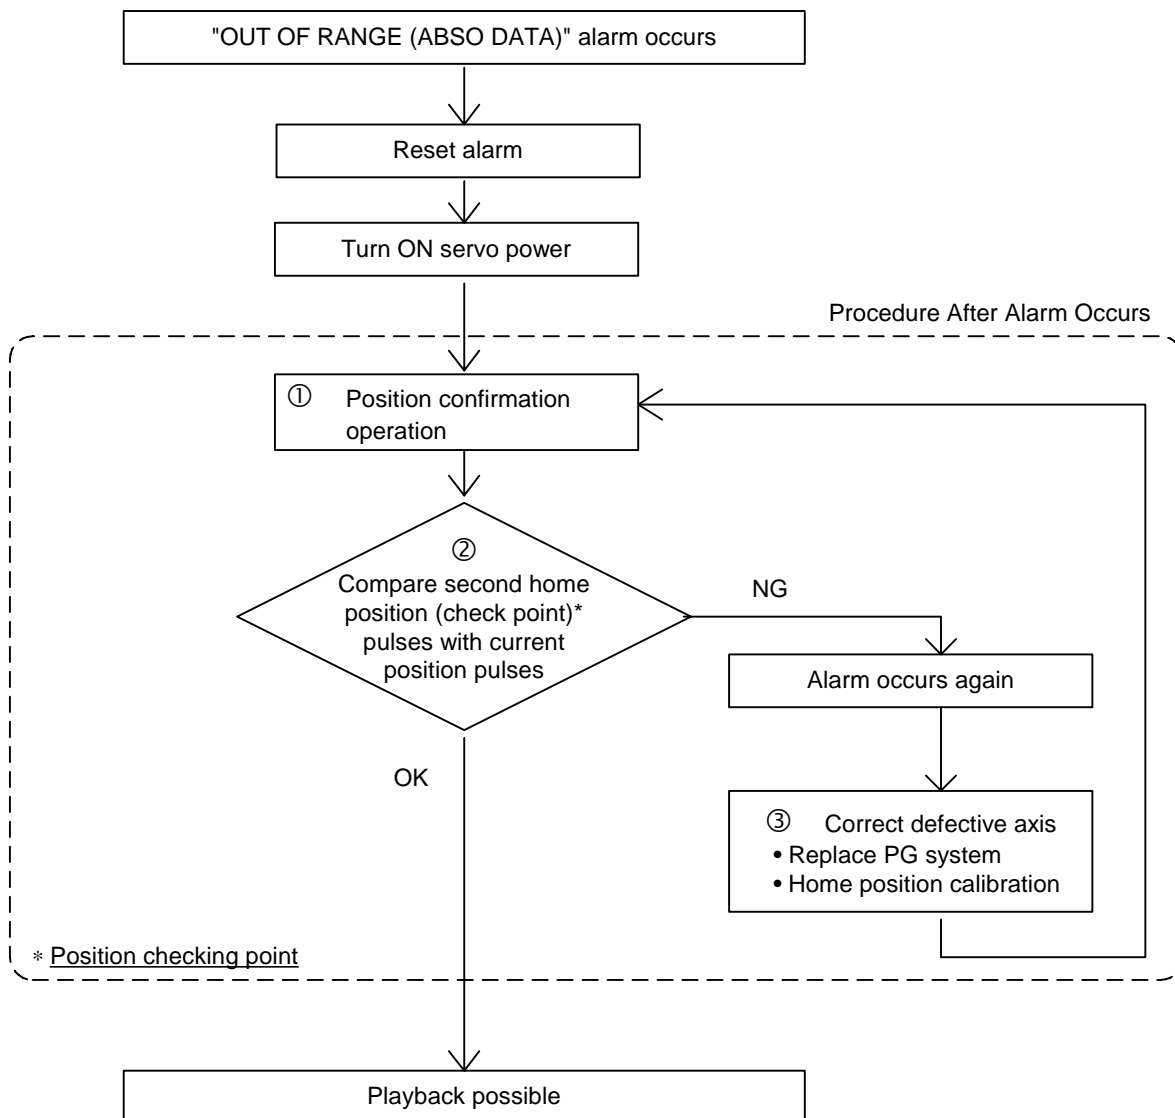 "OUT OF RANGE (ABSO DATA)" alarm occurs
Reset alarm
Turn ON servo power
Procedure After Alarm Occurs
① Position confirmation
operation
②
Compare second home
position (check point)*
pulses with current
position pulses
NG
Alarm occurs again
OK
③ Correct defective axis
• Replace PG system
• Home position calibration
* Position checking point
Playback possible